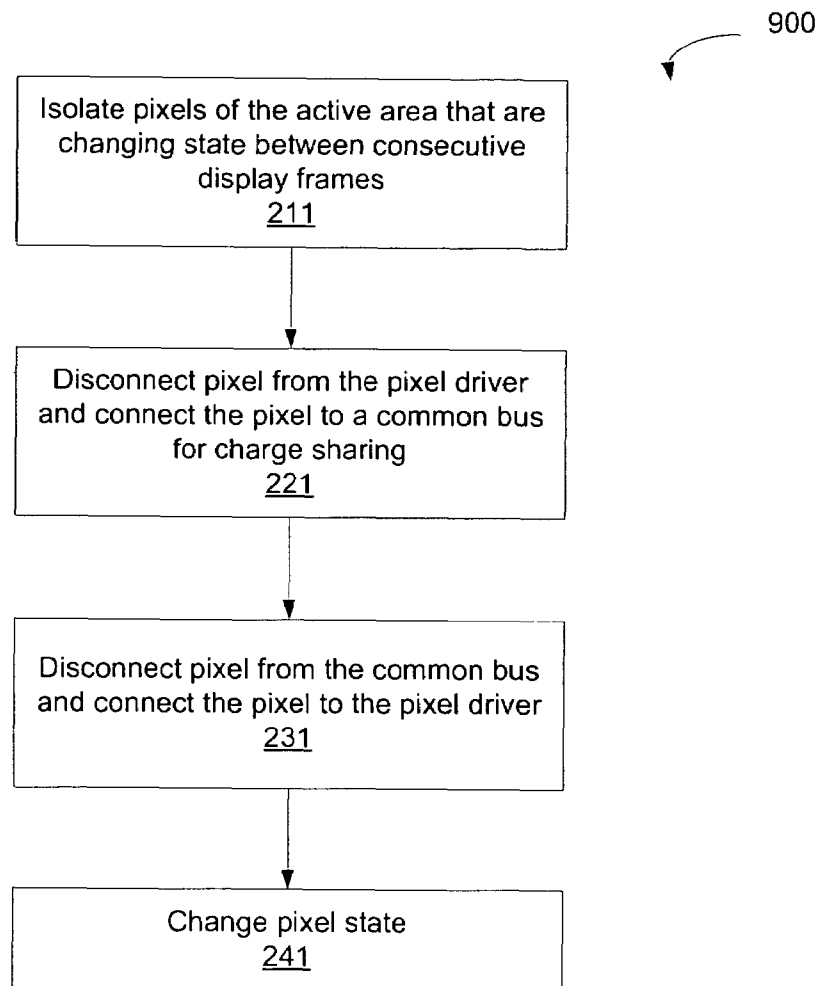 900
Isolate pixels of the active area that are
changing state between consecutive
display frames
211
Disconnect pixel from the pixel driver
and connect the pixel to a common bus
for charge sharing
221
Disconnect pixel from the common bus
and connect the pixel to the pixel driver
231
Change pixel state
241